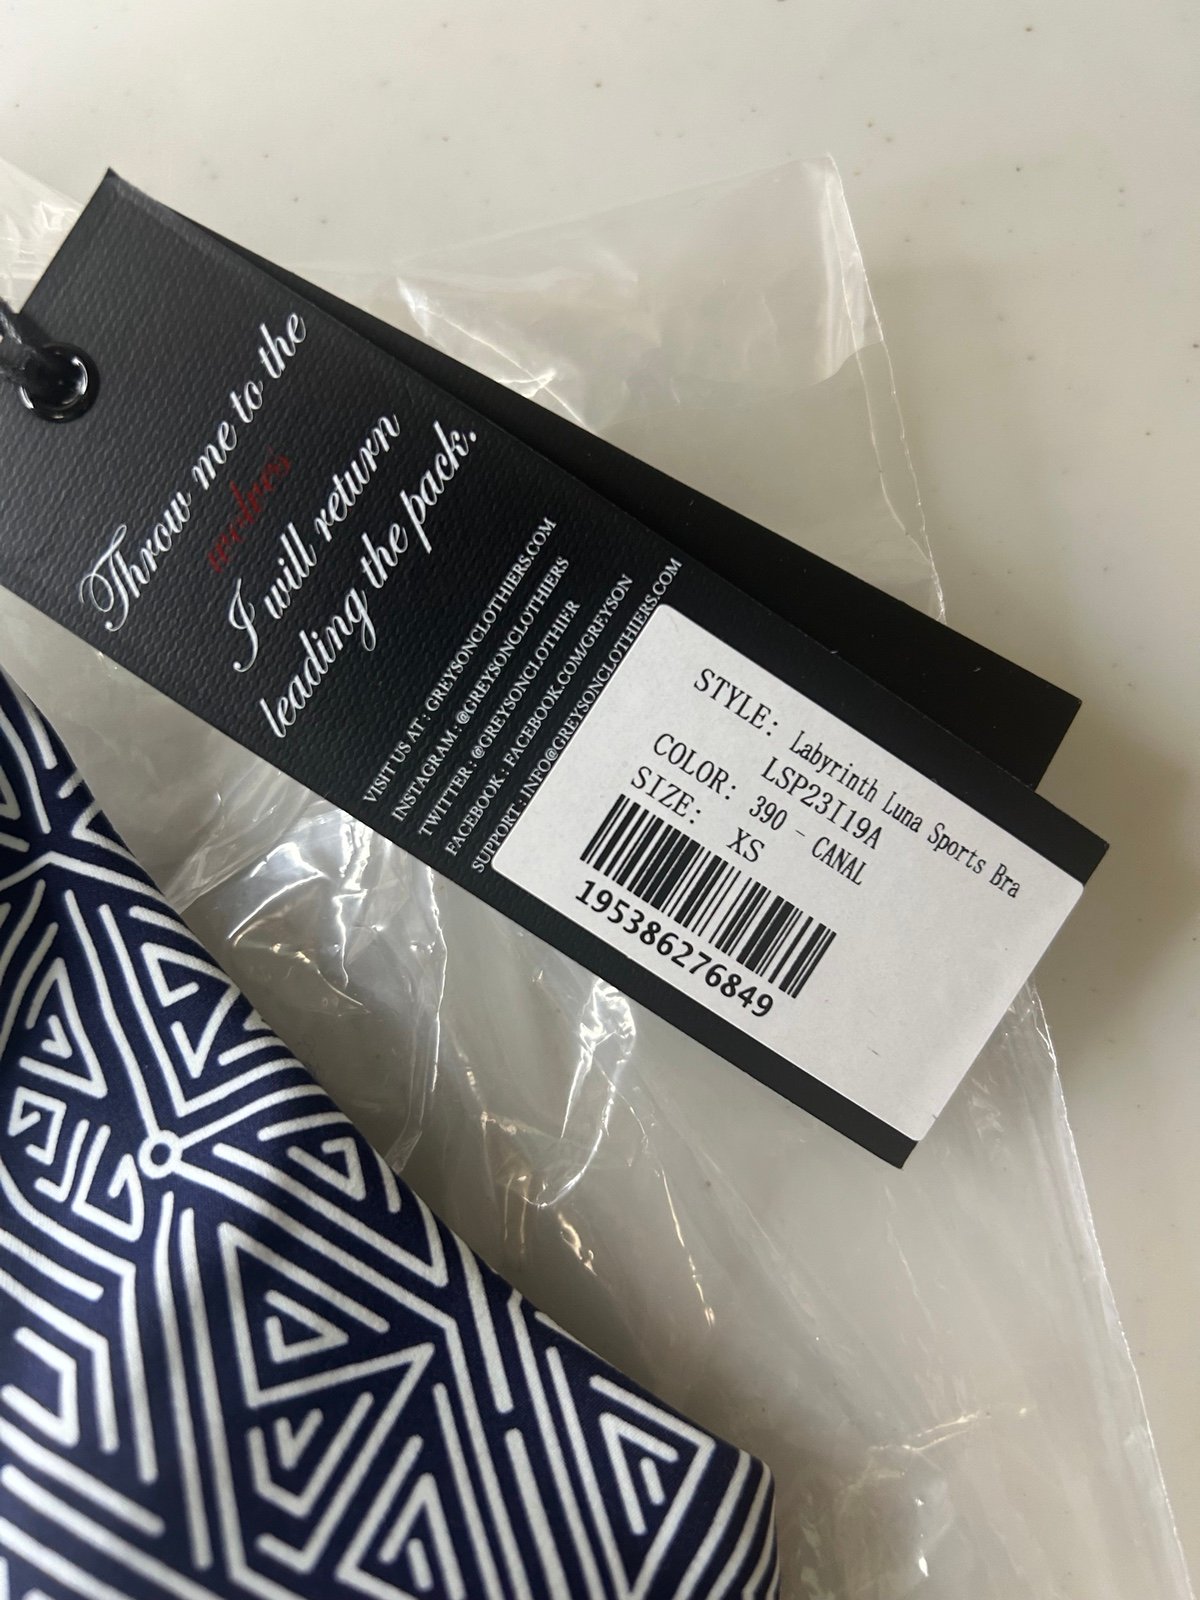 Throw me to the
wolves
I will return
leading the pack.
VISIT US AT : GREYSONCLOTHIERS.COM
INSTAGRAM : @GREYSONCLOTHIERS
TWITTER : @GREYSONCLOTHIER
FACEBOOK : FACEBOOK.COM/GREYSON
SUPPORT : INFO@GREYSONCLOTHIERS.COM
STYLE: Labyrinth Luna Sports Bra
LSP23I19A
COLOR: 390 - CANAL
SIZE: XS
195386276849